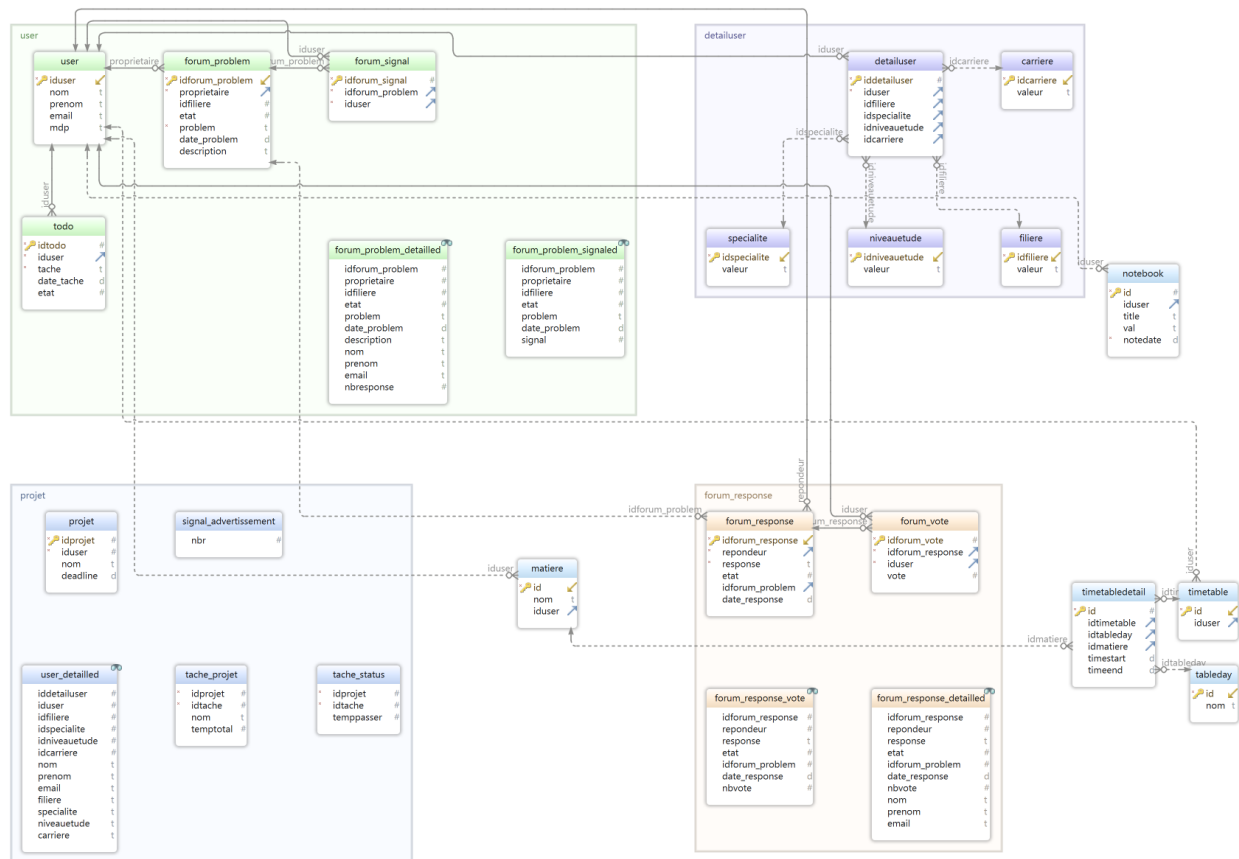 user
user
iduser #
nom t
prenom t
email t
mdp t
proprietaire
forum_problem
idforum_problem
proprietaire
idfiliere #
etat #
problem t
date_problem d
description t
iduser
um_problem
forum_signal
idforum_signal #
idforum_problem
iduser
iduser
todo
idtodo #
iduser
tache t
date_tache d
etat #
forum_problem_detailled
idforum_problem #
proprietaire #
idfiliere #
etat #
problem t
date_problem d
description t
nom t
prenom t
email t
nbresponse #
forum_problem_signaled
idforum_problem #
proprietaire #
idfiliere #
etat #
problem t
date_problem d
signal #
detailuser
iduser
detailuser
iddetailuser #
iduser
idfiliere
idspecialite
idniveauetude
idcarriere
idcarriere
carriere
idcarriere
valeur t
idspecialite
idniveauetude
idfiliere
specialite
idspecialite
valeur t
niveauetude
idniveauetude
valeur t
filiere
idfiliere
valeur t
iduser
notebook
id #
iduser
title t
val t
notedate d
projet
projet
idprojet #
iduser #
nom t
deadline d
signal_advertissement
nbr #
user_detailled
iddetailuser #
iduser #
idfiliere #
idspecialite #
idniveauetude #
idcarriere #
nom t
prenom t
email t
filiere t
specialite t
niveauetude t
carriere t
tache_projet
idprojet #
idtache #
nom t
temptotal #
tache_status
idprojet #
idtache #
temppasser #
iduser
matiere
id
nom t
iduser
forum_response
repondeur
idforum_problem
forum_response
idforum_response
repondeur
response t
etat #
idforum_problem
date_response d
iduser
um_response
forum_vote
idforum_vote #
idforum_response
iduser
vote #
forum_response_vote
idforum_response #
repondeur #
response t
etat #
idforum_problem #
date_response d
nbvote #
forum_response_detailled
idforum_response #
repondeur #
response t
etat #
idforum_problem #
date_response d
nbvote #
nom t
prenom t
email t
idmatiere
timetabledetail
id #
idtimetable
idtableday
idmatiere
timestart d
timeend d
iduser
timetable
id
iduser
idtableday
tableday
id
nom t